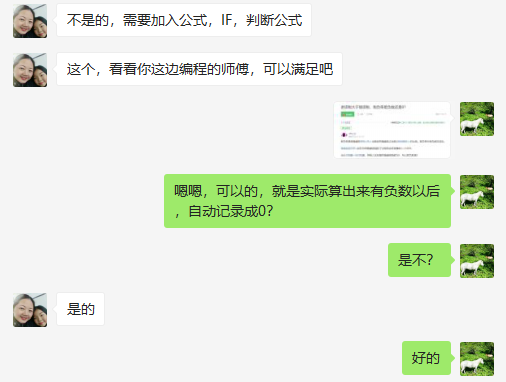 不是的，需要加入公式，IF，判断公式
这个，看看你这边编程的师傅，可以满足吧
嗯嗯，可以的，就是实际算出来有负数以后
，自动记录成0？
是不？
是的
好的